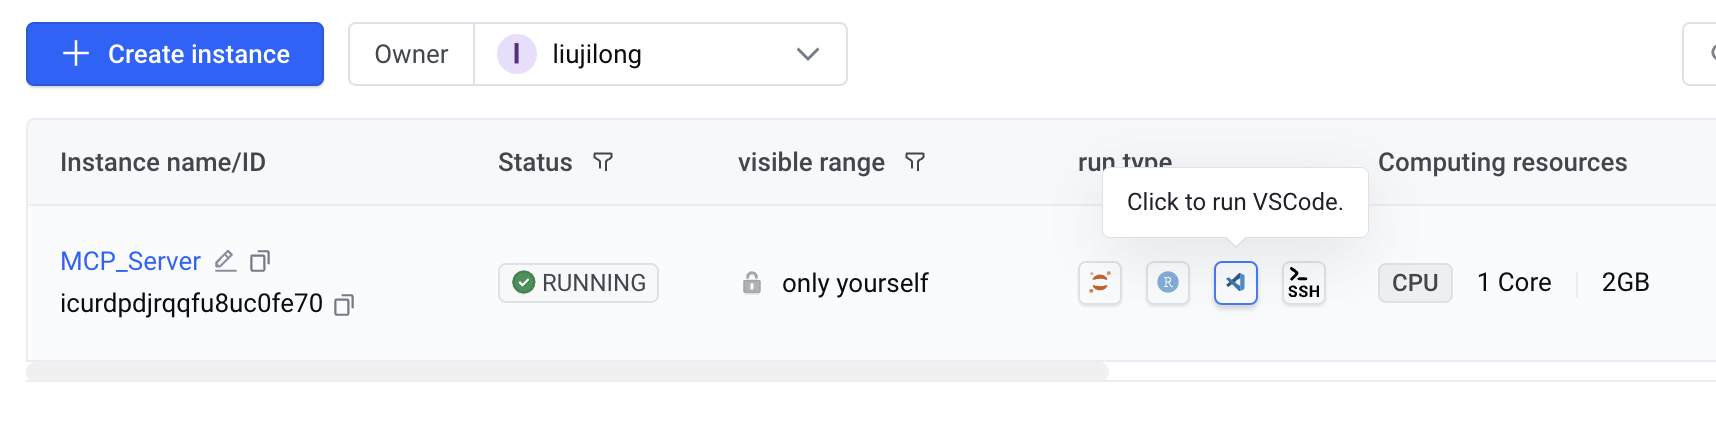 Create instance
Owner
l
liujilong
Instance name/ID
Status
visible range
run type
Computing resources
Click to run VSCode.
MCP_Server
icurdpdjrqqfu8uc0fe70
RUNNING
only yourself
R
SSH
CPU
1 Core
2GB